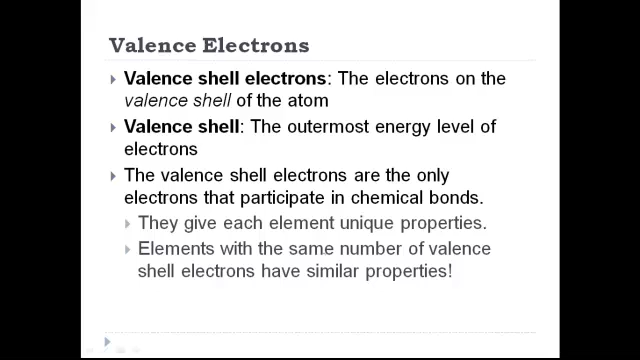 Valence Electrons
Valence shell electrons: The electrons on the
valence shell of the atom
Valence shell: The outermost energy level of
electrons
The valence shell electrons are the only
electrons that participate in chemical bonds.
They give each element unique properties.
Elements with the same number of valence
shell electrons have similar properties!